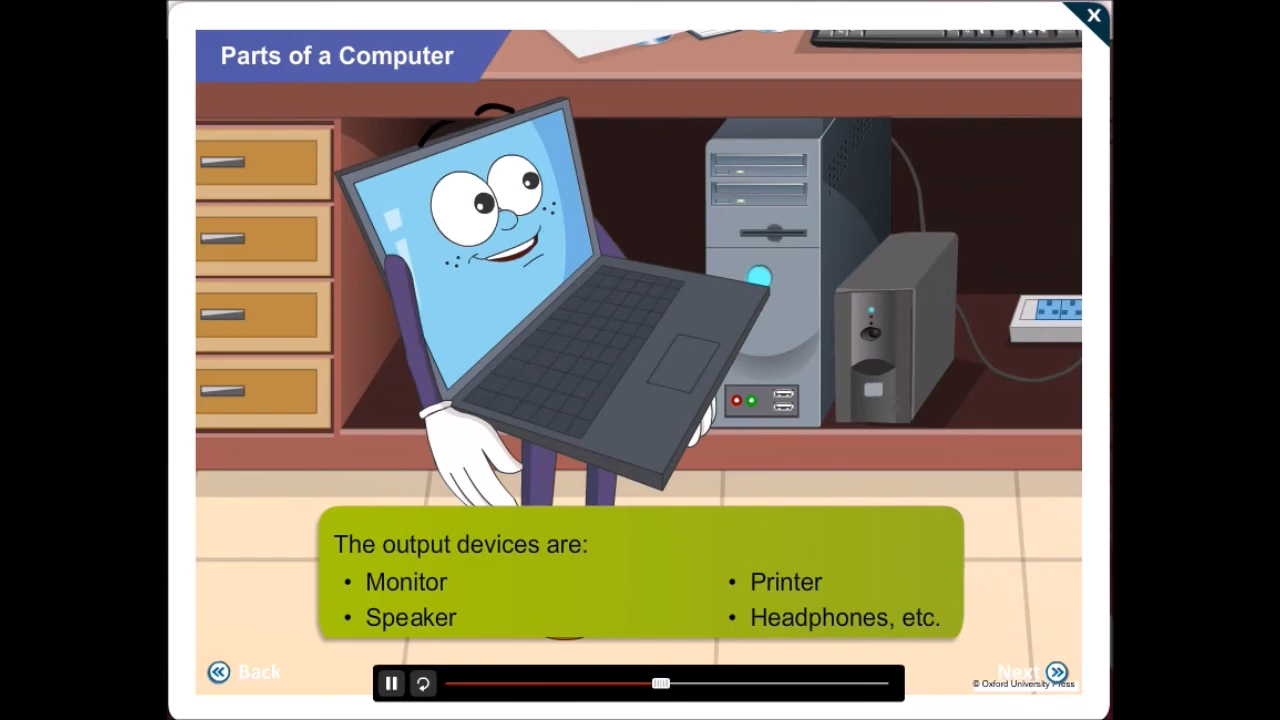 X
Parts of a Computer
The output devices are:
• Monitor
• Speaker
• Printer
• Headphones, etc.
Back
Next
© Oxford University Press